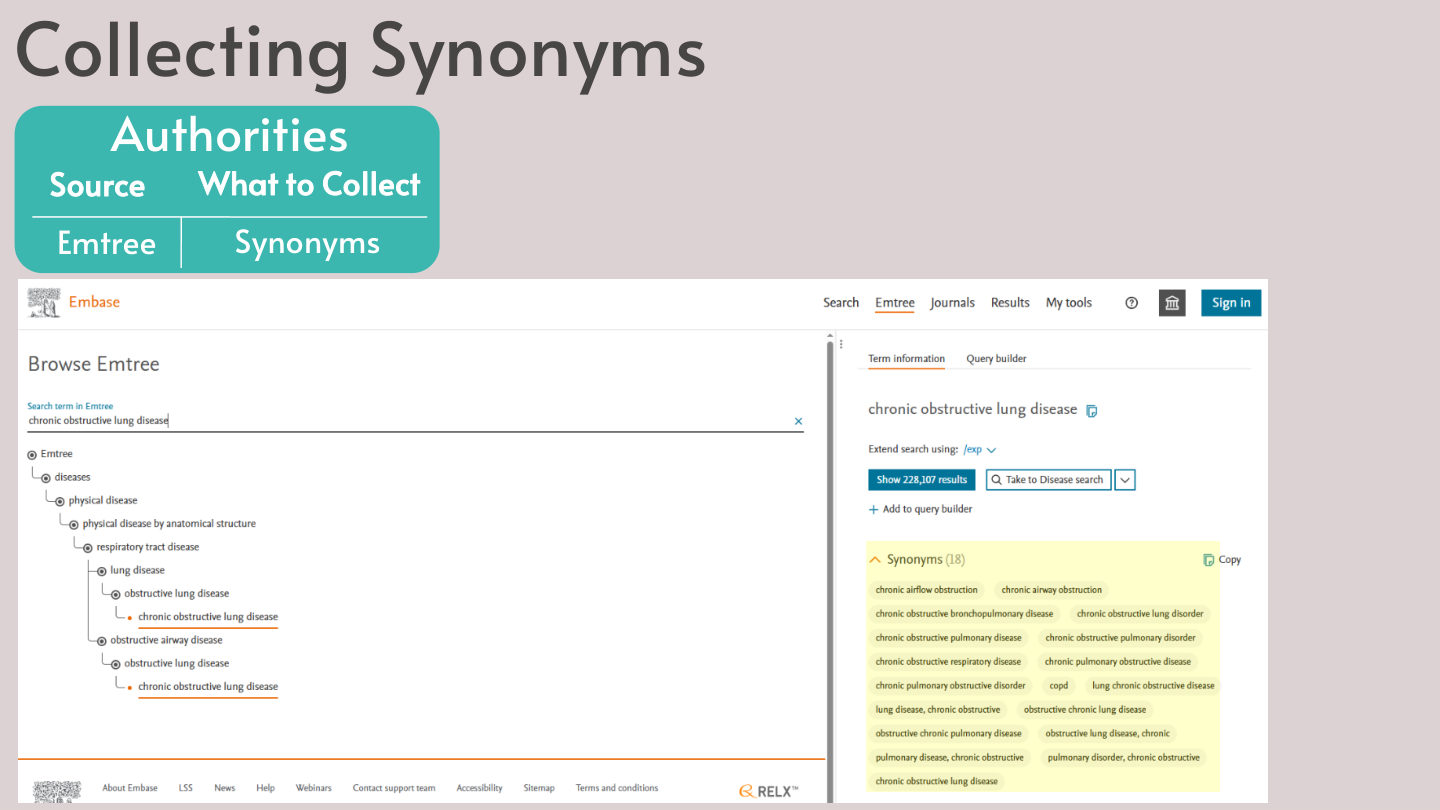 Collecting Synonyms
Authorities
Source What to Collect
Emtree Synonyms
Embase
Search Emtree Journals Results My tools ? Sign in
Browse Emtree
Search term in Emtree
chronic obstructive lung disease
Emtree
diseases
physical disease
physical disease by anatomical structure
respiratory tract disease
lung disease
obstructive lung disease
chronic obstructive lung disease
obstructive airway disease
obstructive lung disease
chronic obstructive lung disease
About Embase LSS News Help Webinars Contact support team Accessibility Sitemap Terms and conditions
RELX™
Term information Query builder
chronic obstructive lung disease
Extend search using: /exp
Show 228,107 results Take to Disease search
+ Add to query builder
Synonyms (18) Copy
chronic airflow obstruction chronic airway obstruction
chronic obstructive bronchopulmonary disease chronic obstructive lung disorder
chronic obstructive pulmonary disease chronic obstructive pulmonary disorder
chronic obstructive respiratory disease chronic pulmonary obstructive disease
chronic pulmonary obstructive disorder copd lung chronic obstructive disease
lung disease, chronic obstructive obstructive chronic lung disease
obstructive chronic pulmonary disease obstructive lung disease, chronic
pulmonary disease, chronic obstructive pulmonary disorder, chronic obstructive
chronic obstructive lung disease